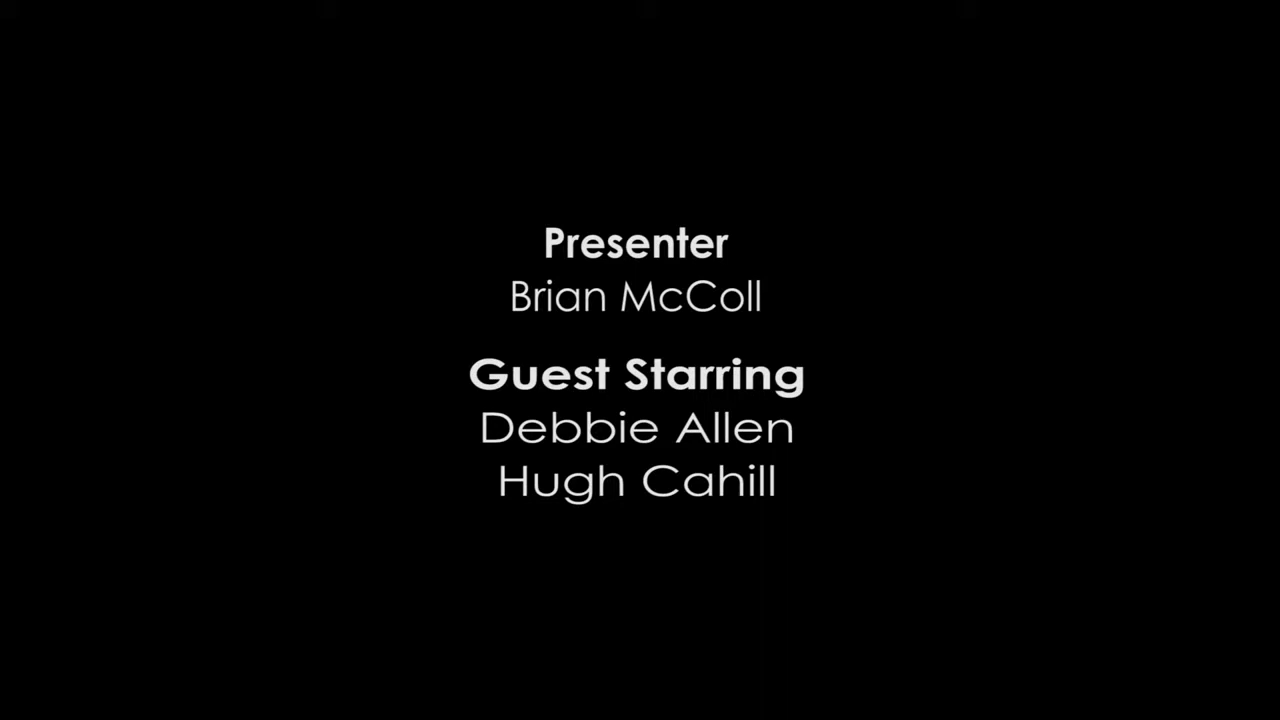 Presenter
Brian McColl
Guest Starring
Debbie Allen
Hugh Cahill